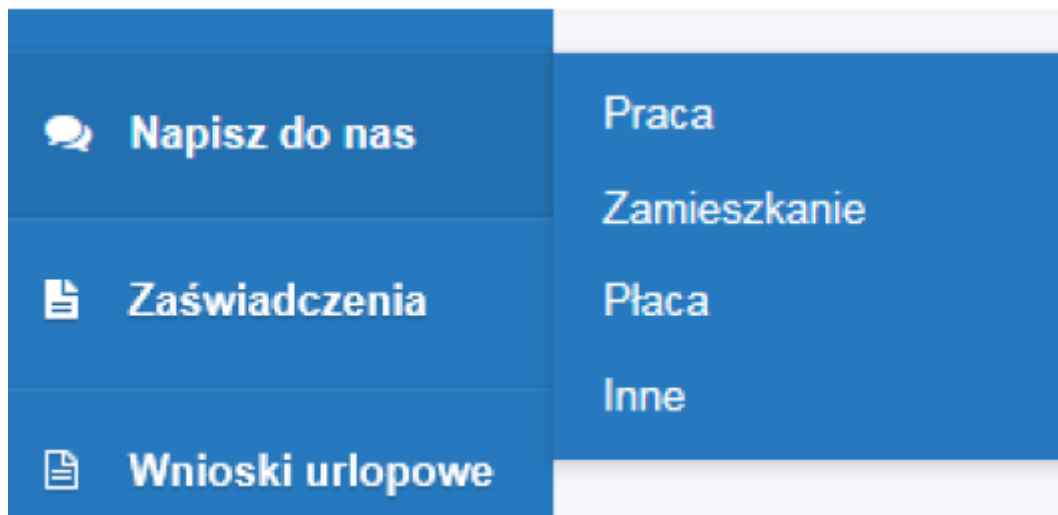 Napisz do nas
Zaświadczenia
Wnioski urlopowe
Praca
Zamieszkanie
Płaca
Inne